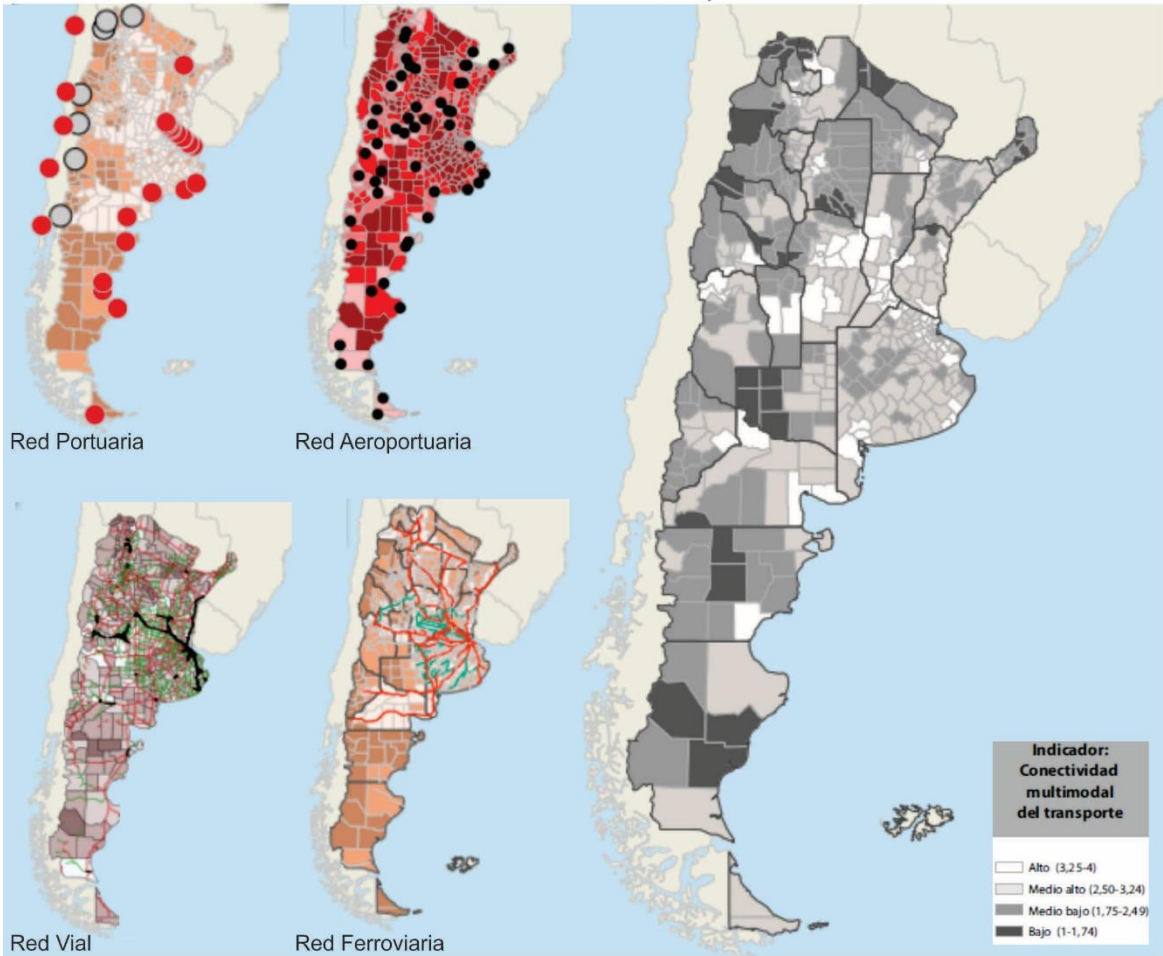 Red Portuaria
Red Aeroportuaria
Red Vial
Red Ferroviaria
Indicador:
Conectividad
multimodal
del transporte
Alto (3,25-4)
Medio alto (2,50-3,24)
Medio bajo (1,75-2,49)
Bajo (1-1,74)